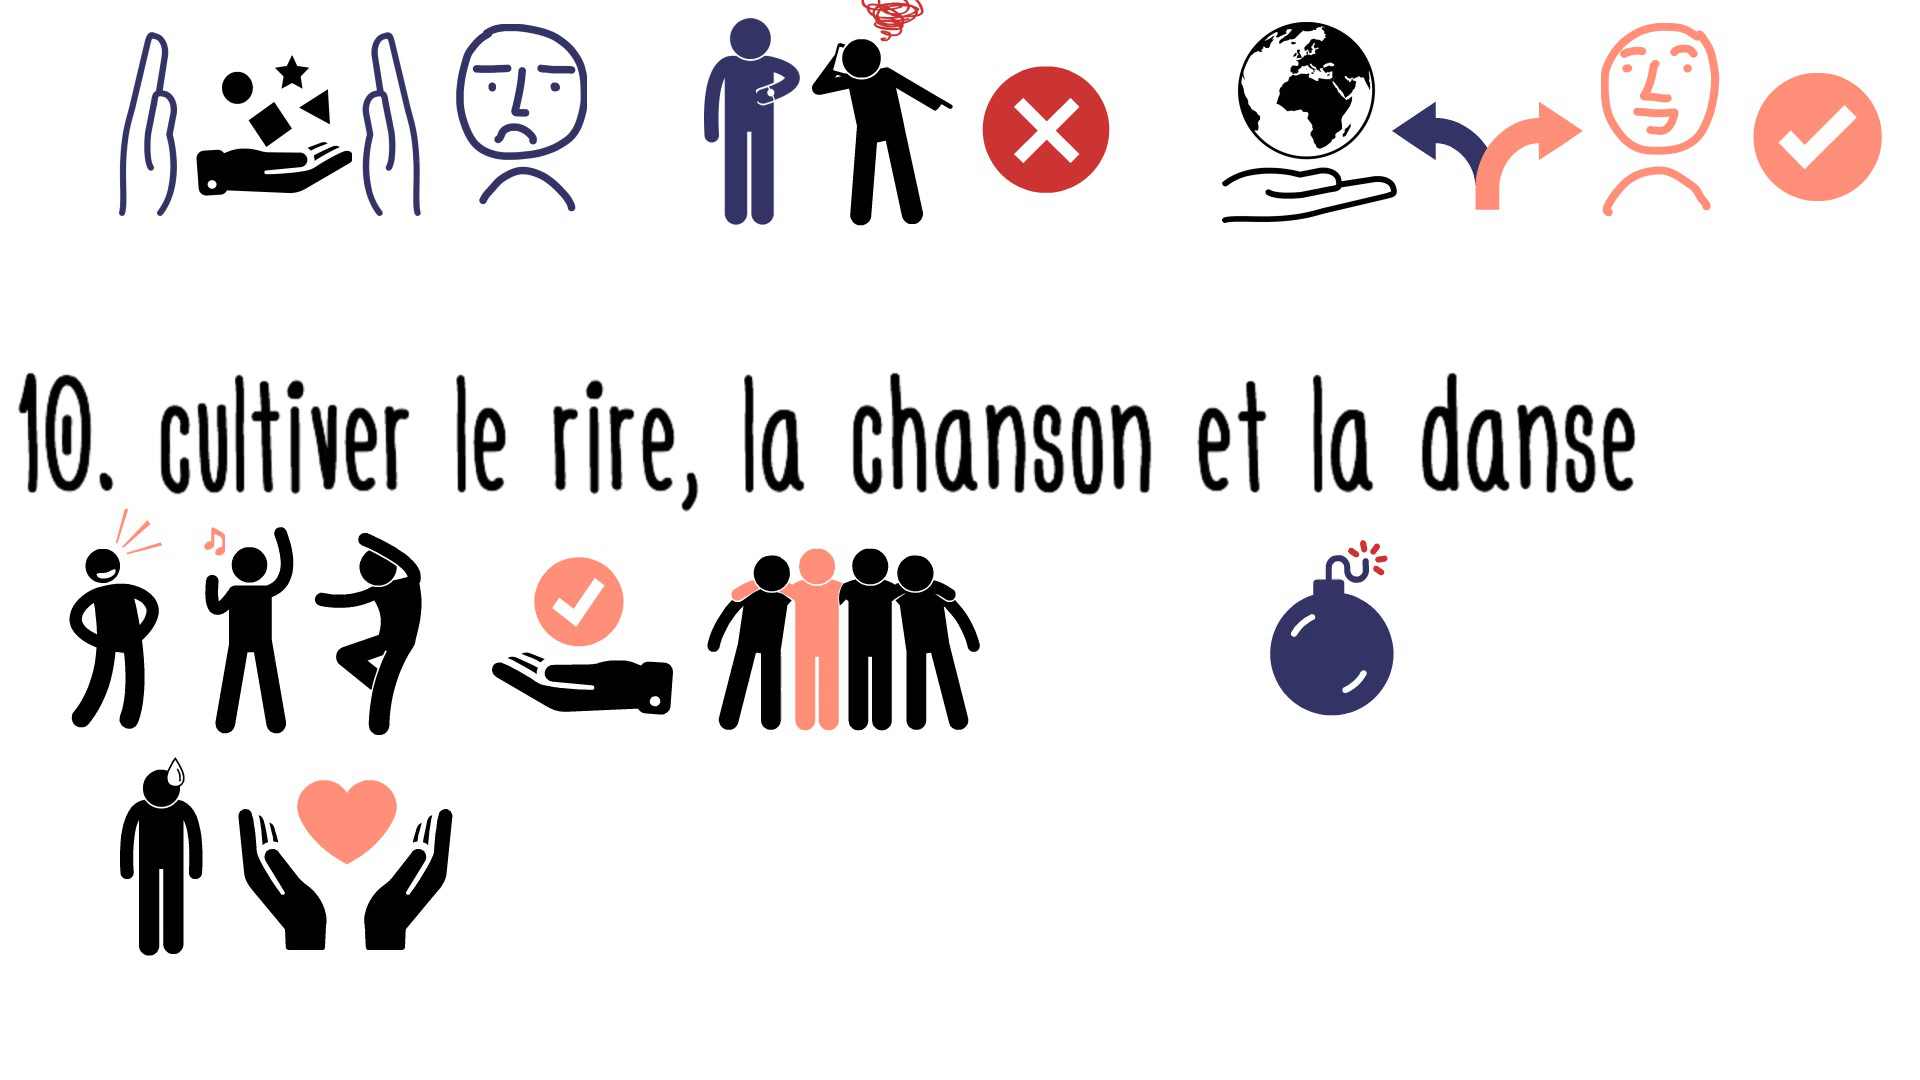 10. cultiver le rire, la chanson et la danse